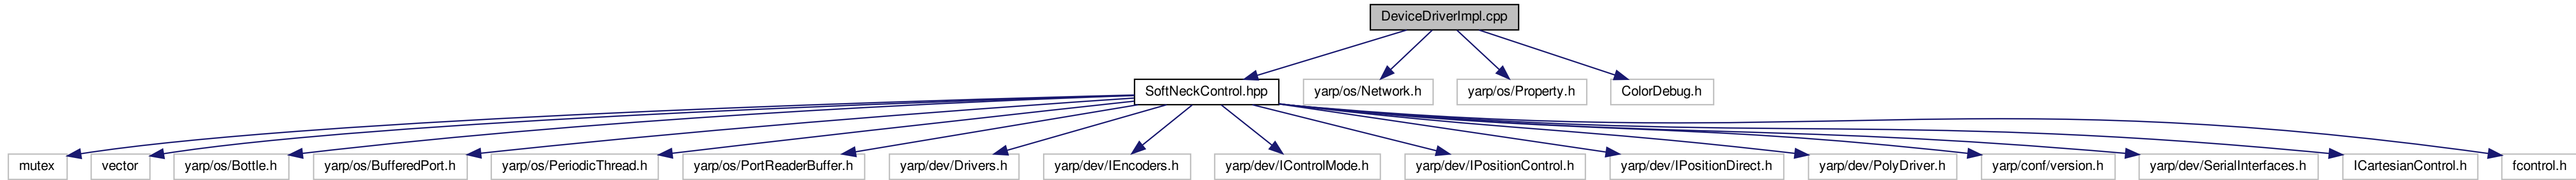 DeviceDriverImpl.cpp
SoftNeckControl.hpp
yarp/os/Network.h
yarp/os/Property.h
ColorDebug.h
mutex
vector
yarp/os/Bottle.h
yarp/os/BufferedPort.h
yarp/os/PeriodicThread.h
yarp/os/PortReaderBuffer.h
yarp/dev/Drivers.h
yarp/dev/IEncoders.h
yarp/dev/IControlMode.h
yarp/dev/IPositionControl.h
yarp/dev/IPositionDirect.h
yarp/dev/PolyDriver.h
yarp/conf/version.h
yarp/dev/SerialInterfaces.h
ICartesianControl.h
fcontrol.h